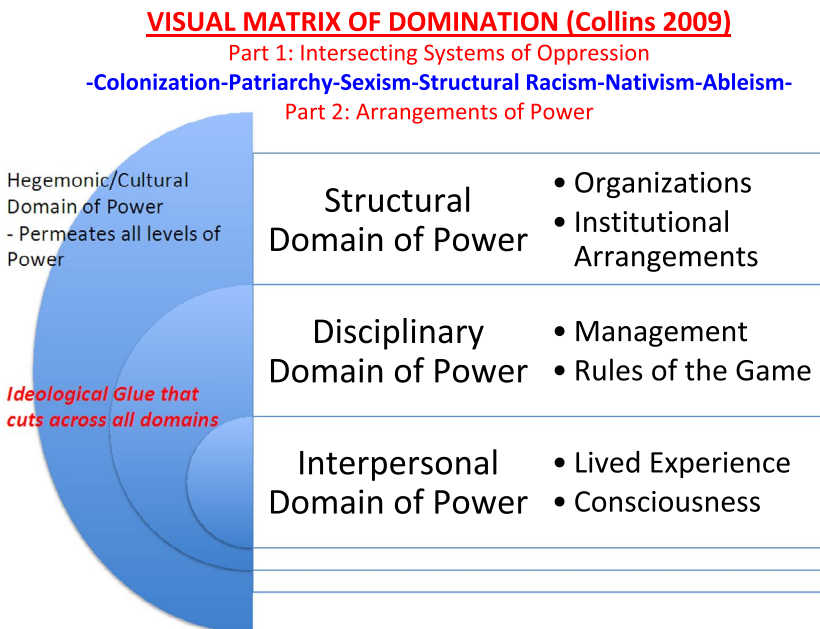 VISUAL MATRIX OF DOMINATION (Collins 2009)
Part 1: Intersecting Systems of Oppression
-Colonization-Patriarchy-Sexism-Structural Racism-Nativism-Ableism-
Part 2: Arrangements of Power
Hegemonic/Cultural
Domain of Power
- Permeates all levels of
Power
Ideological Glue that
cuts across all domains
Structural
Domain of Power
• Organizations
• Institutional
Arrangements
Disciplinary
Domain of Power
• Management
• Rules of the Game
Interpersonal
Domain of Power
• Lived Experience
• Consciousness